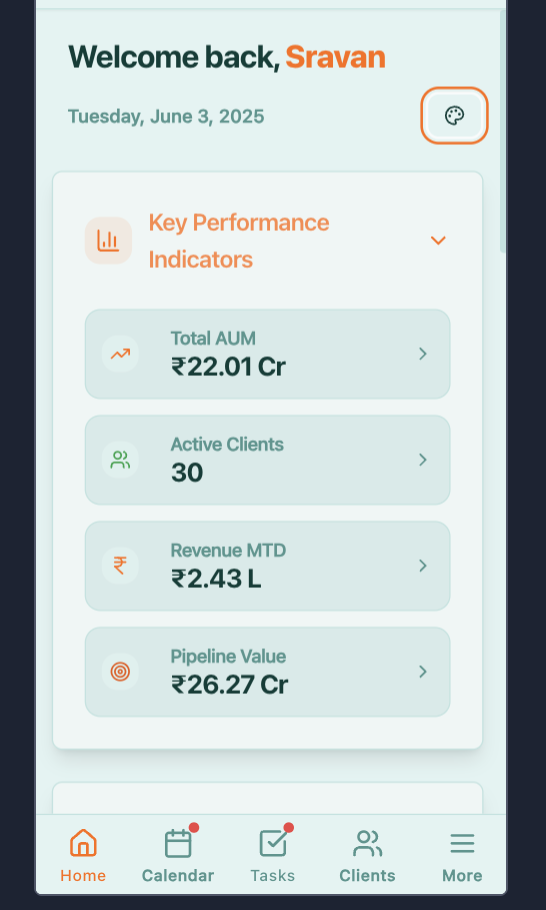 Welcome back, Sravan
Tuesday, June 3, 2025
Key Performance
Indicators
Total AUM
₹22.01 Cr
Active Clients
30
Revenue MTD
₹2.43 L
Pipeline Value
₹26.27 Cr
Home Calendar Tasks Clients More